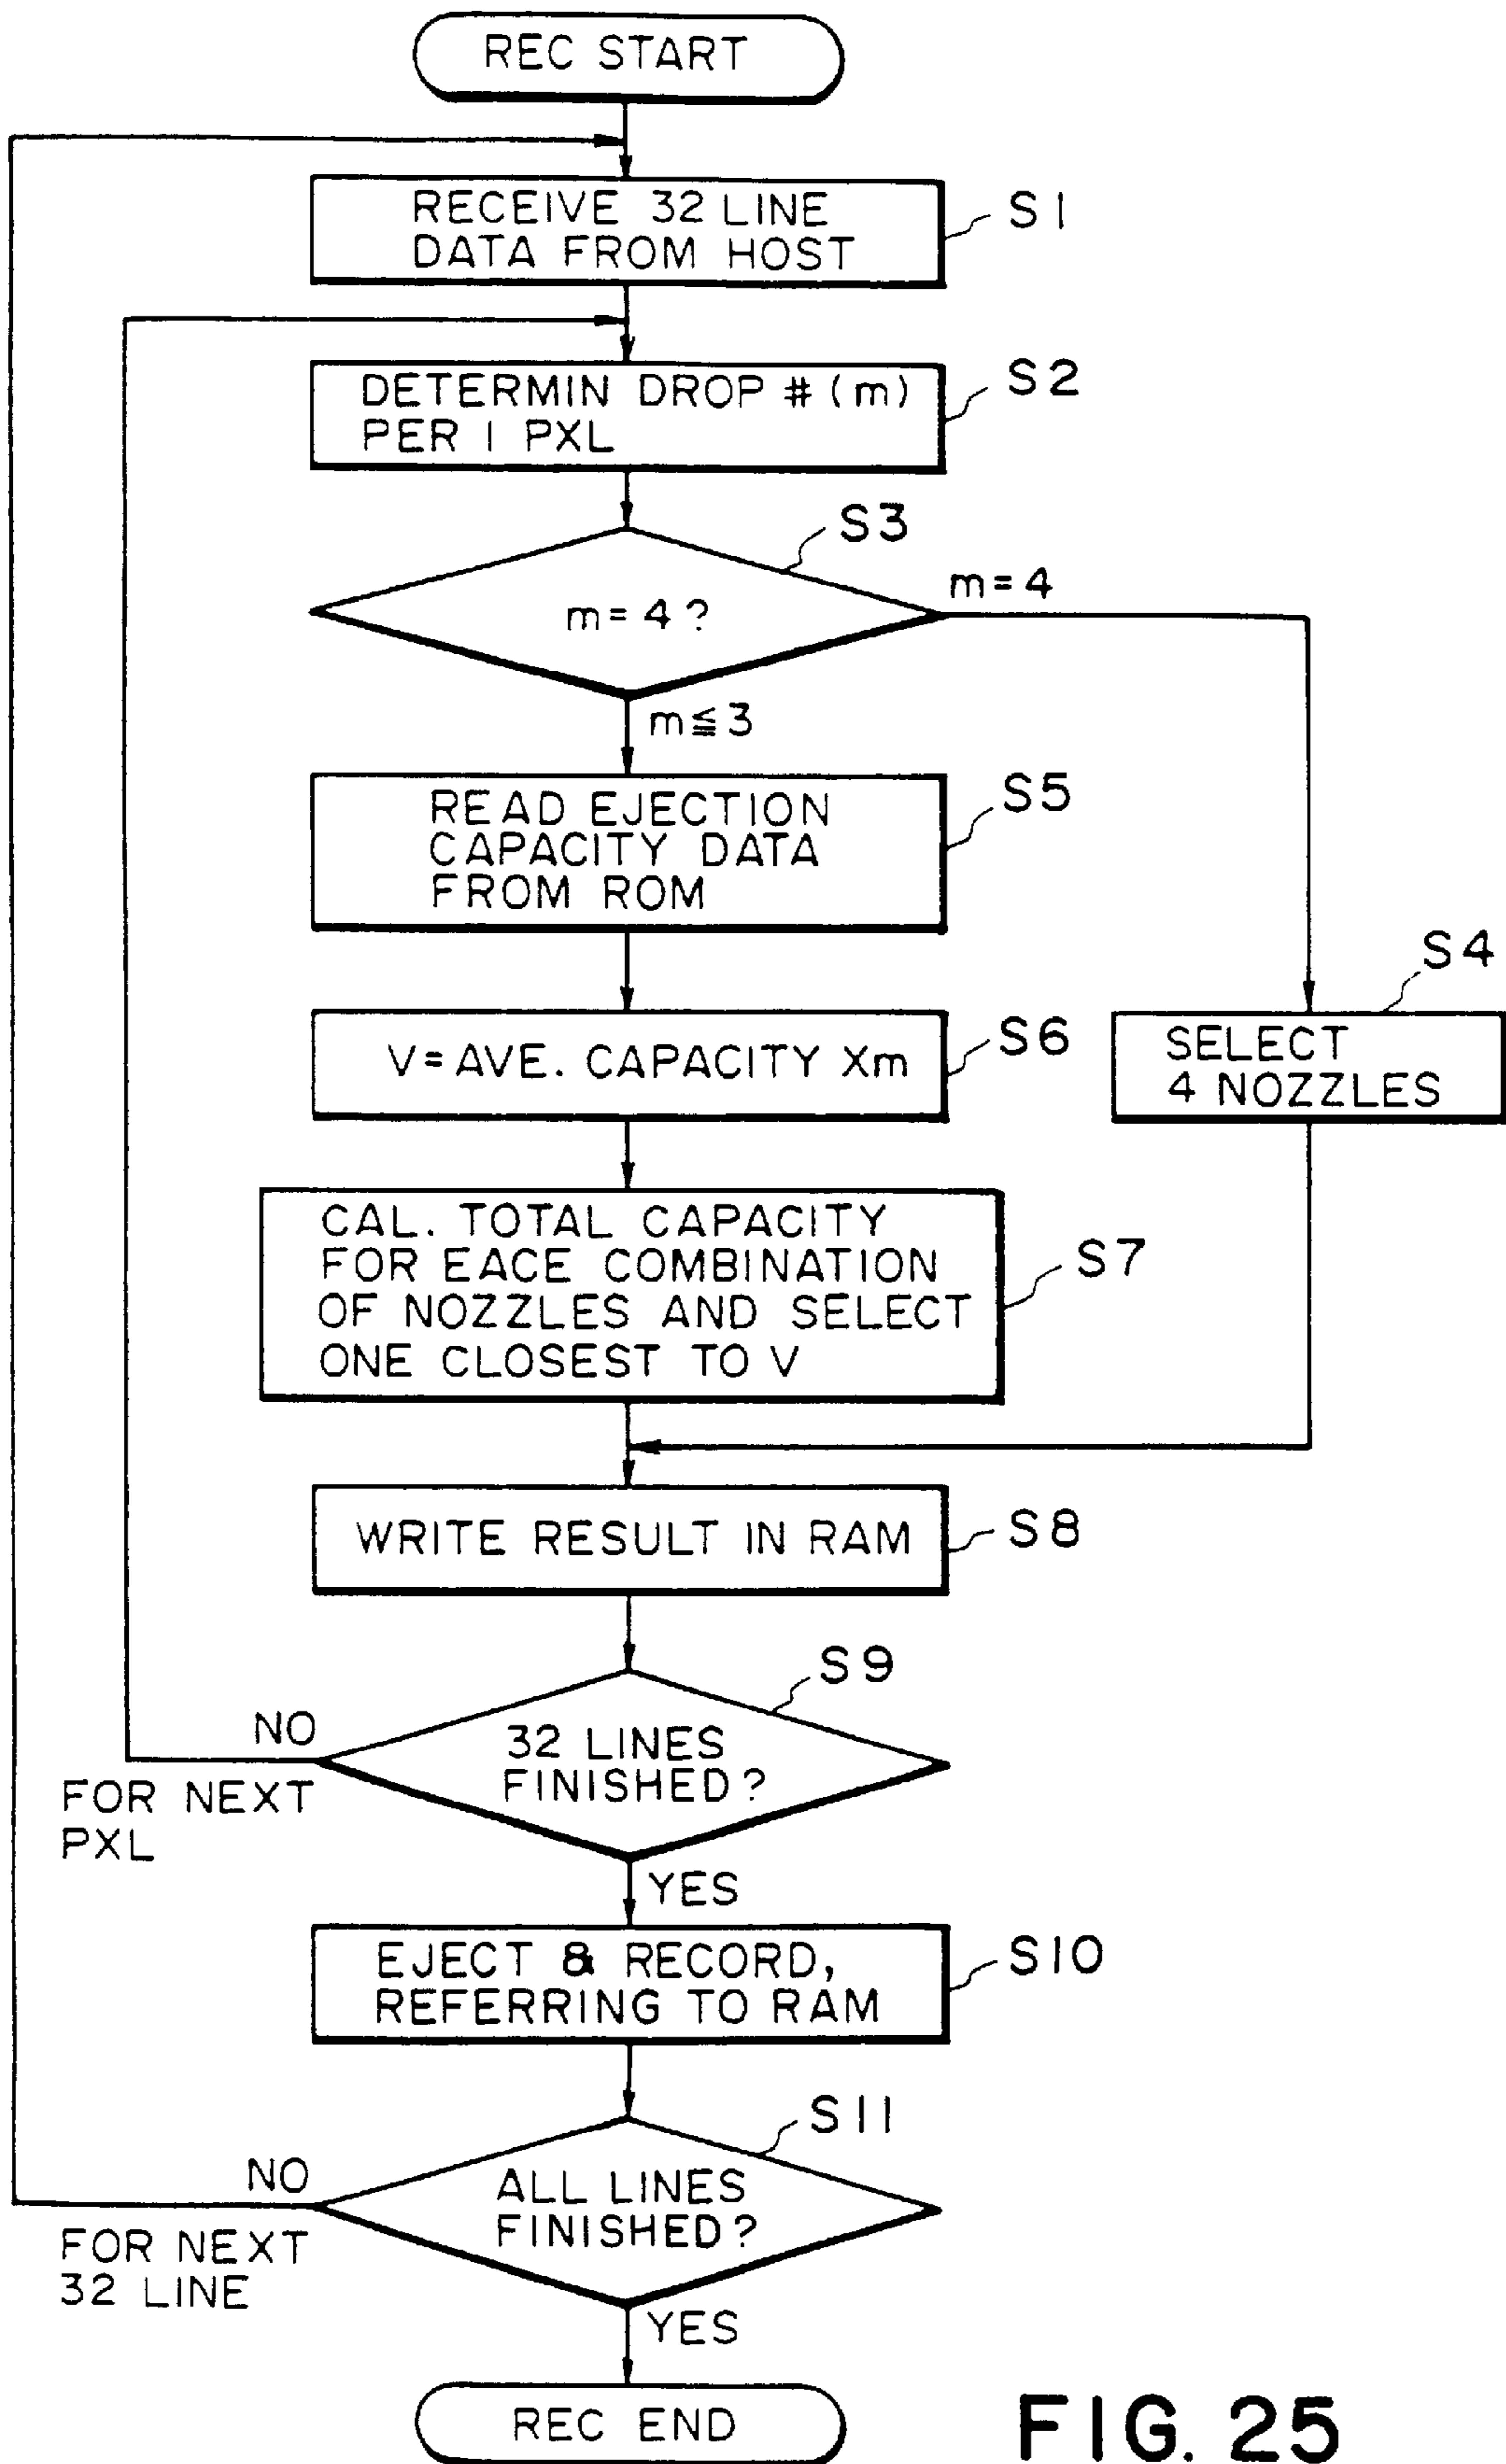 REC START
RECEIVE 32 LINE
DATA FROM HOST
S1
DETERMIN DROP # (m)
PER 1 PXL
S2
S3
m=4?
m=4
m≦3
READ EJECTION
CAPACITY DATA
FROM ROM
S5
S4
SELECT
4 NOZZLES
V=AVE. CAPACITY Xm
S6
CAL. TOTAL CAPACITY
FOR EACE COMBINATION
OF NOZZLES AND SELECT
ONE CLOSEST TO V
S7
WRITE RESULT IN RAM
S8
S9
32 LINES
FINISHED?
NO
FOR NEXT
PXL
YES
EJECT & RECORD,
REFERRING TO RAM
S10
S11
ALL LINES
FINISHED?
NO
FOR NEXT
32 LINE
YES
REC END
FIG. 25